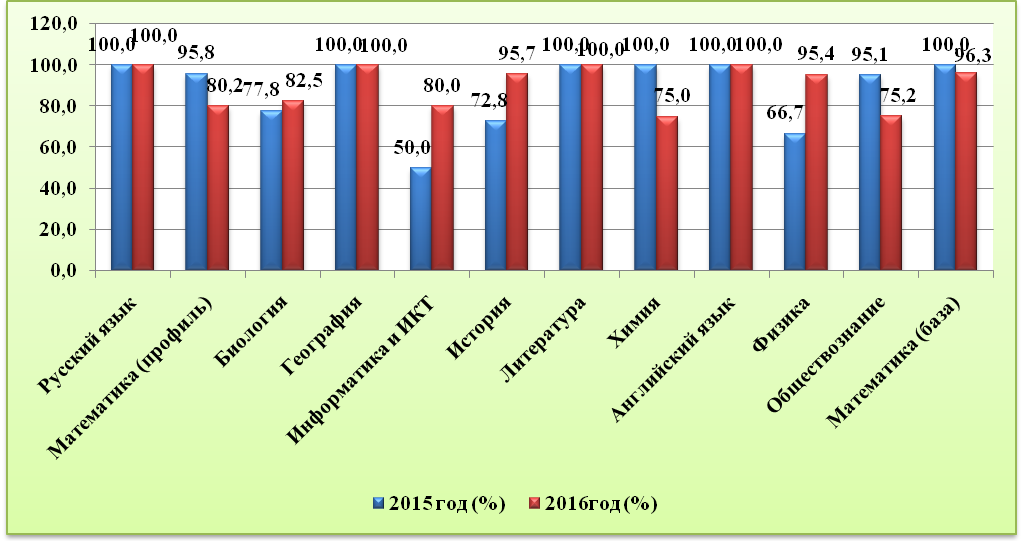 120,0
100,0
80,0
60,0
40,0
20,0
0,0
100,0 100,0
95,8 80,2
77,8 82,5
100,0 100,0
50,0 80,0
72,8 95,7
100,0 100,0
100,0 75,0
100,0 100,0
66,7 95,4
95,1 75,2
100,0 96,3
Русский язык
Математика (профиль)
Биология
География
Информатика и ИКТ
История
Литература
Химия
Английский язык
Физика
Обществознание
Математика (база)
2015 год (%)
2016год (%)